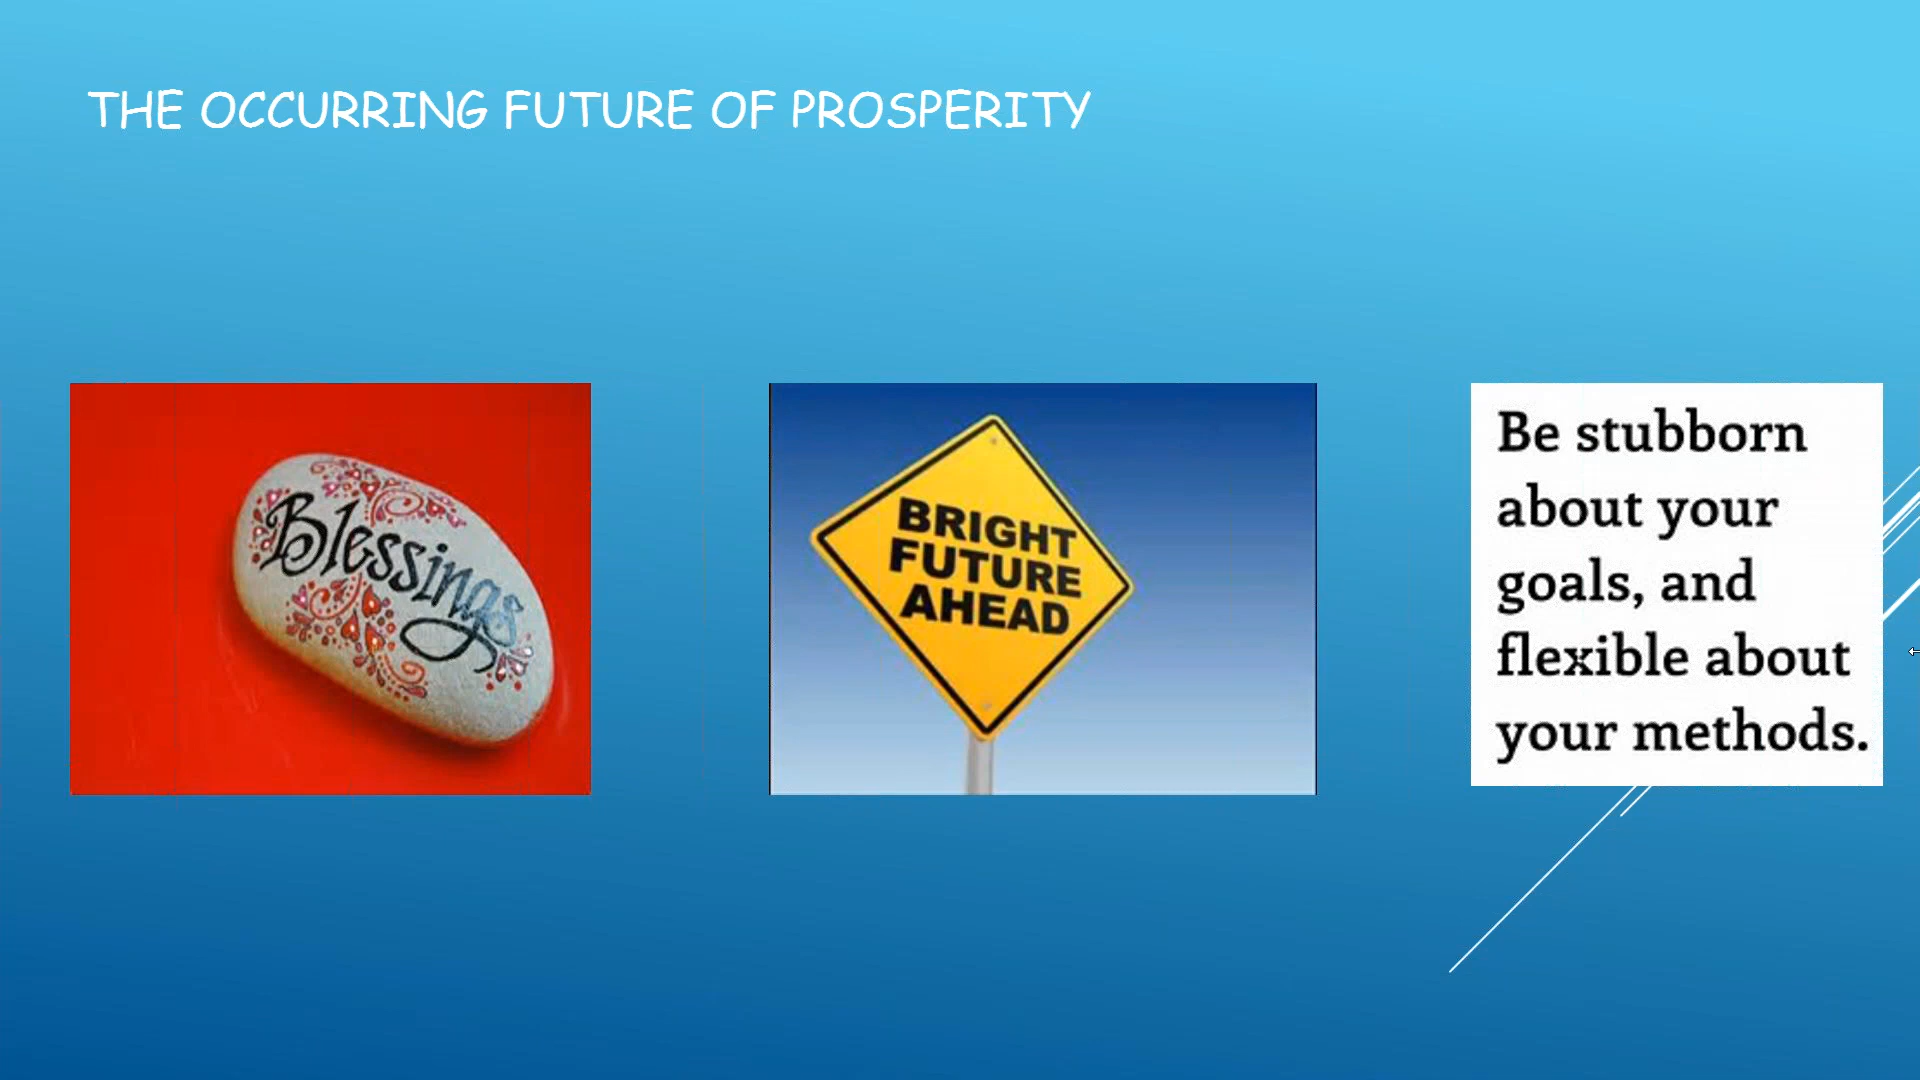 THE OCCURRING FUTURE OF PROSPERITY
Blessings
BRIGHT
FUTURE
AHEAD
Be stubborn
about your
goals, and
flexible about
your methods.